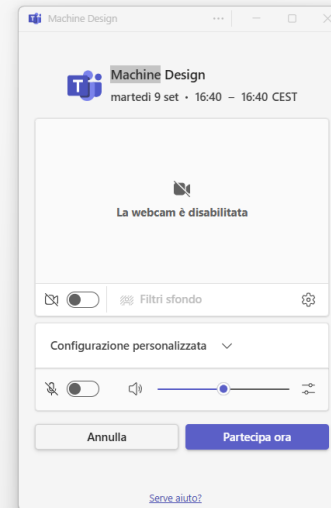 Machine Design
Machine Design
martedì 9 set • 16:40 – 16:40 CEST
La webcam è disabilitata
Filtri sfondo
Configurazione personalizzata
Annulla
Partecipa ora
Serve aiuto?